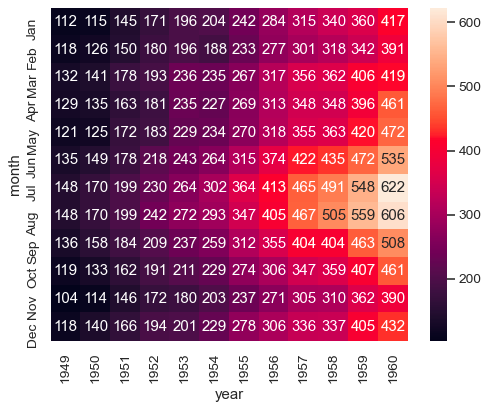 Jan 112 115 145 171 196 204 242 284 315 340 360 417
Feb 118 126 150 180 196 188 233 277 301 318 342 391
Mar 132 141 178 193 236 235 267 317 356 362 406 419
Apr 129 135 163 181 235 227 269 313 348 348 396 461
May 121 125 172 183 229 234 270 318 355 363 420 472
Jun 135 149 178 218 243 264 315 374 422 435 472 535
Jul 148 170 199 230 264 302 364 413 465 491 548 622
Aug 148 170 199 242 272 293 347 405 467 505 559 606
Sep 136 158 184 209 237 259 312 355 404 404 463 508
Oct 119 133 162 191 211 229 274 306 347 359 407 461
Nov 104 114 146 172 180 203 237 271 305 310 362 390
Dec 118 140 166 194 201 229 278 306 336 337 405 432
month
1949 1950 1951 1952 1953 1954 1955 1956 1957 1958 1959 1960
year
600
500
400
300
200